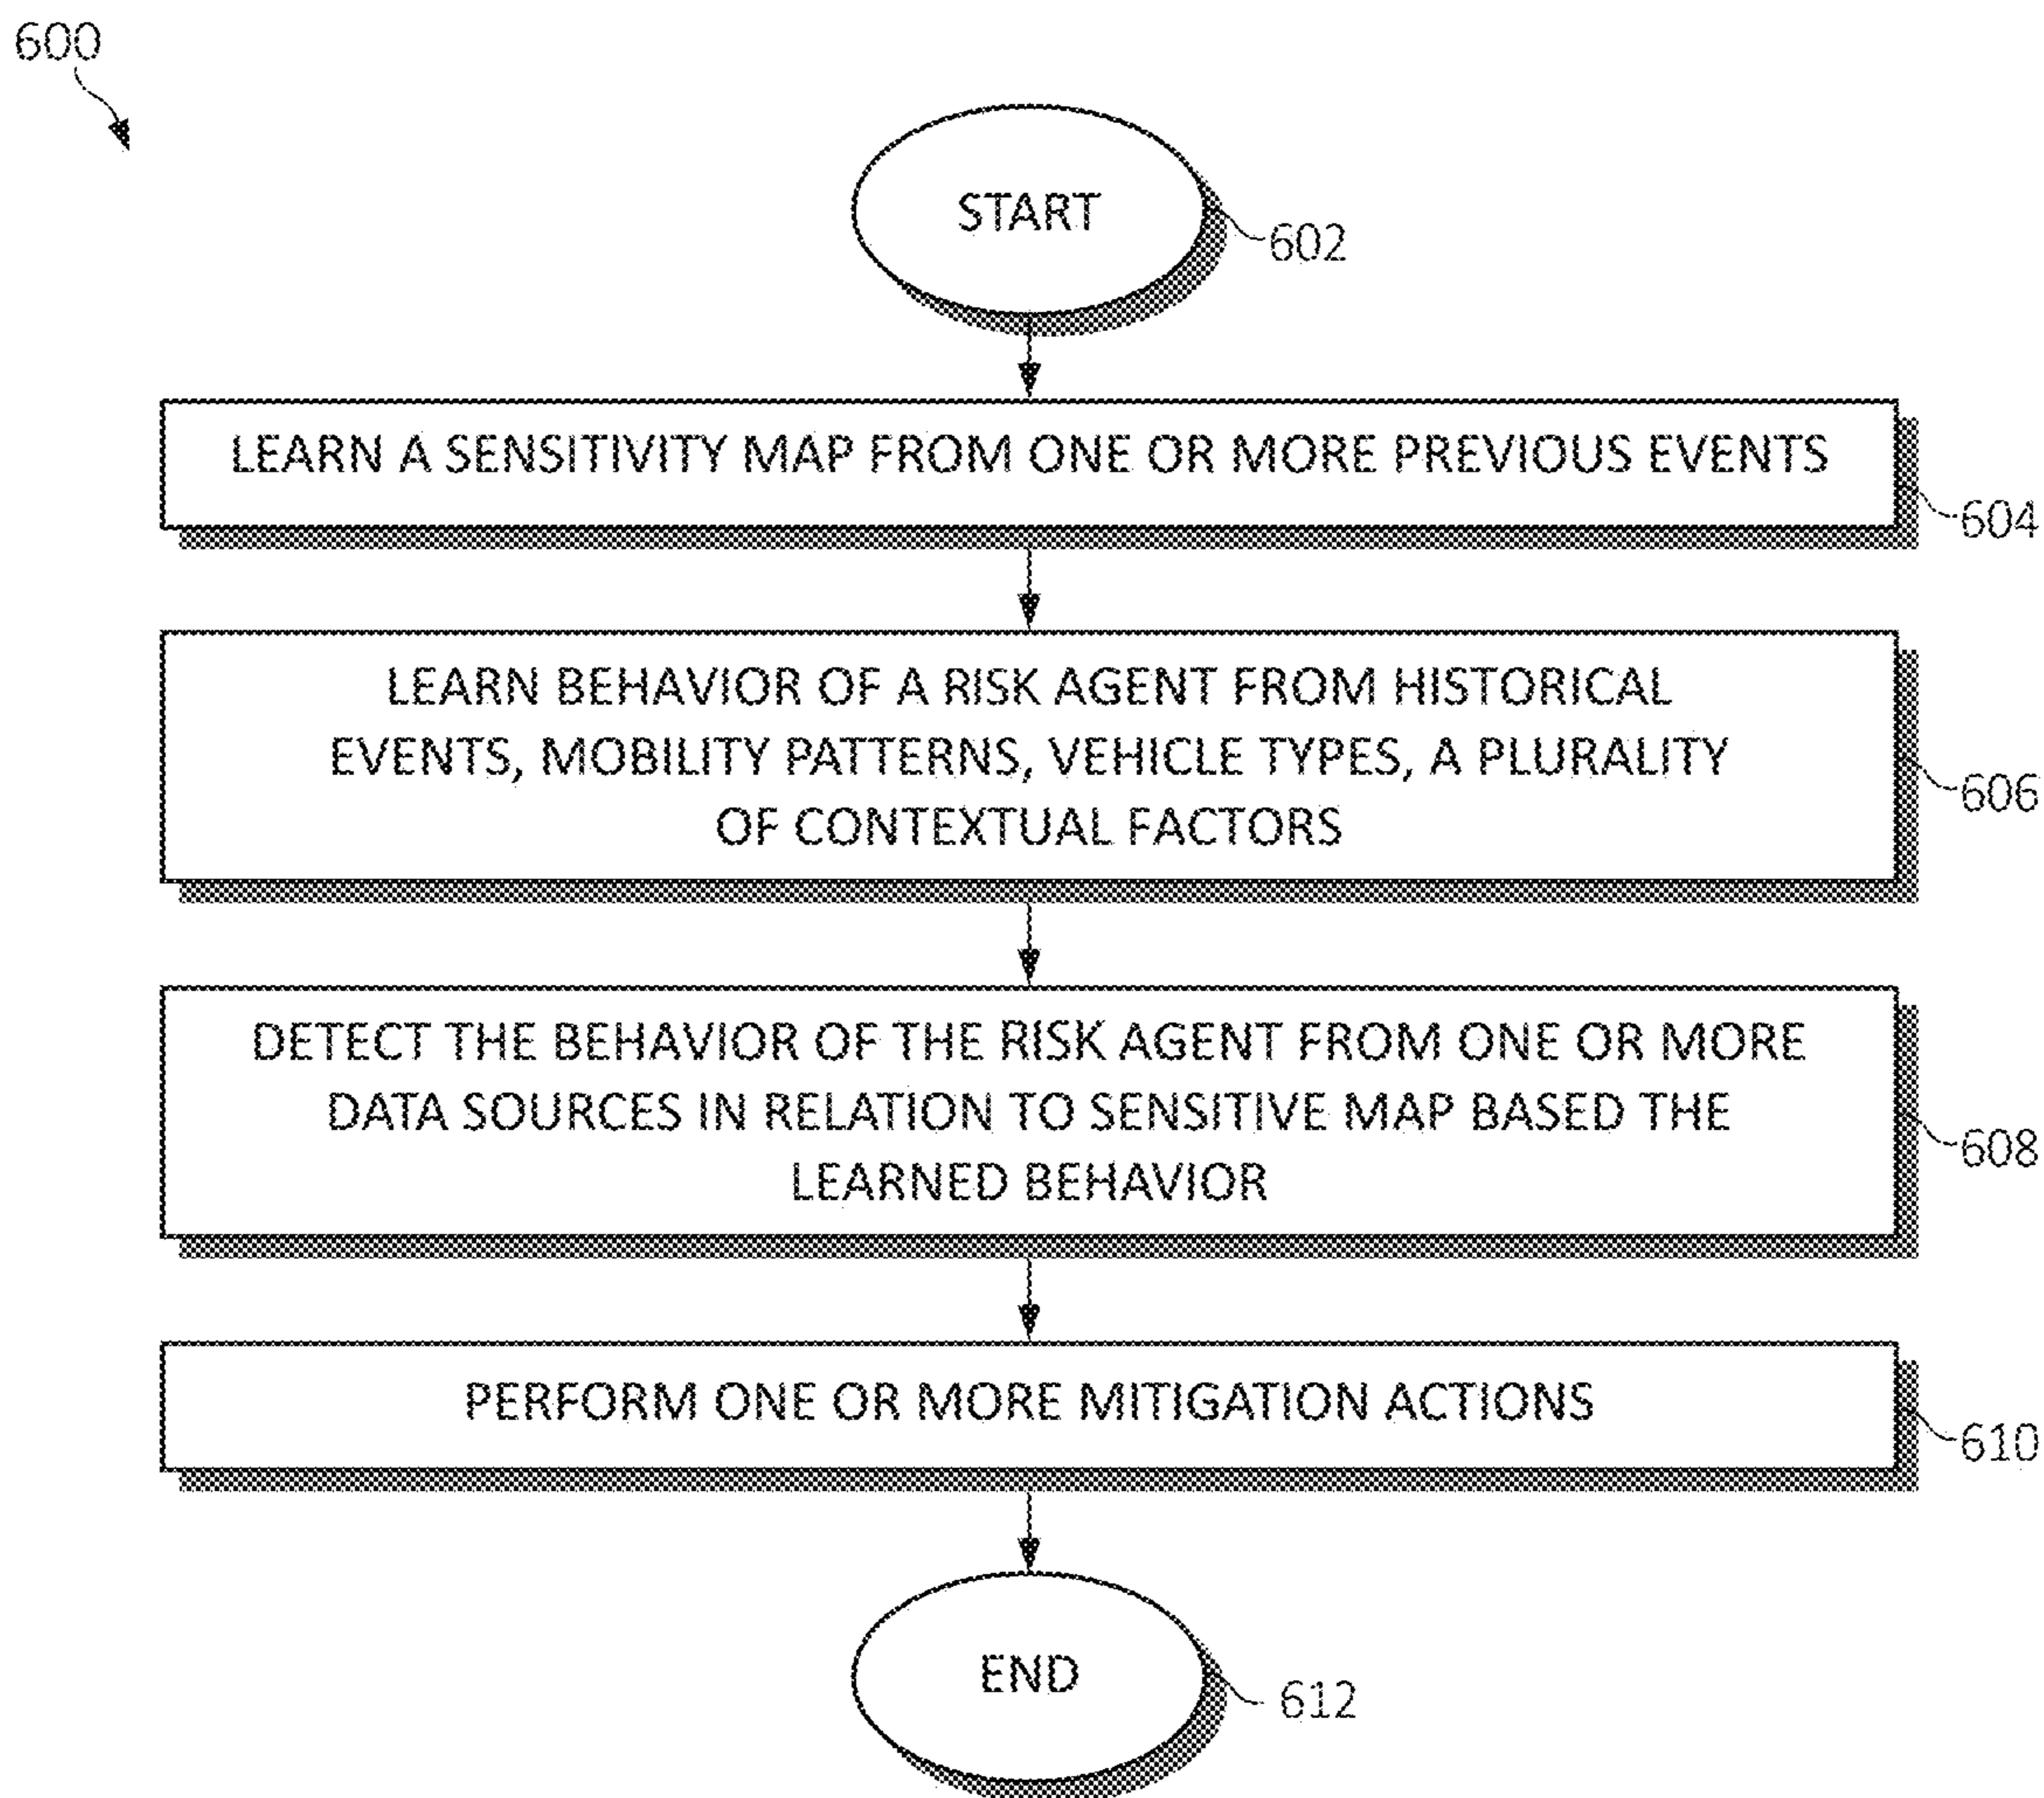 600
START
602
LEARN A SENSITIVITY MAP FROM ONE OR MORE PREVIOUS EVENTS
604
LEARN BEHAVIOR OF A RISK AGENT FROM HISTORICAL
EVENTS, MOBILITY PATTERNS, VEHICLE TYPES, A PLURALITY
OF CONTEXTUAL FACTORS
606
DETECT THE BEHAVIOR OF THE RISK AGENT FROM ONE OR MORE
DATA SOURCES IN RELATION TO SENSITIVE MAP BASED THE
LEARNED BEHAVIOR
608
PERFORM ONE OR MORE MITIGATION ACTIONS
610
END
612